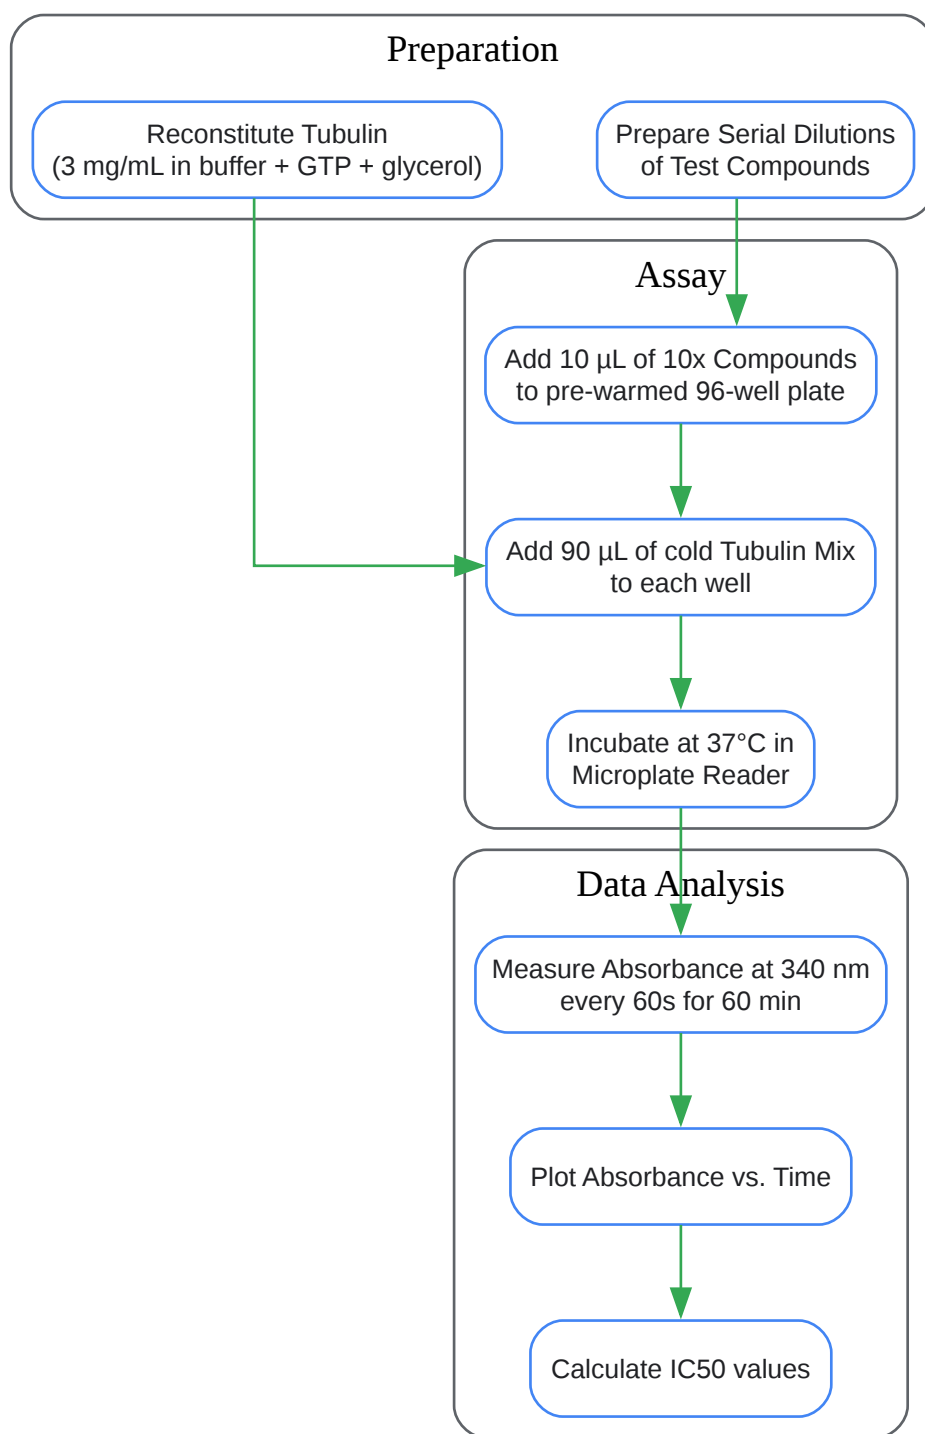 Preparation
Reconstitute Tubulin
(3 mg/mL in buffer + GTP + glycerol)
Prepare Serial Dilutions
of Test Compounds
Assay
Add 10 µL of 10x Compounds
to pre-warmed 96-well plate
Add 90 µL of cold Tubulin Mix
to each well
Incubate at 37°C in
Microplate Reader
Data Analysis
Measure Absorbance at 340 nm
every 60s for 60 min
Plot Absorbance vs. Time
Calculate IC50 values